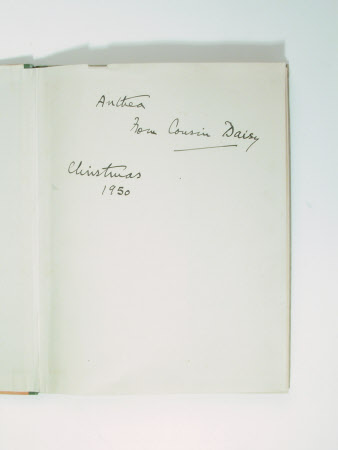 Anthea
From Cousin Daisy
Christmas
1950